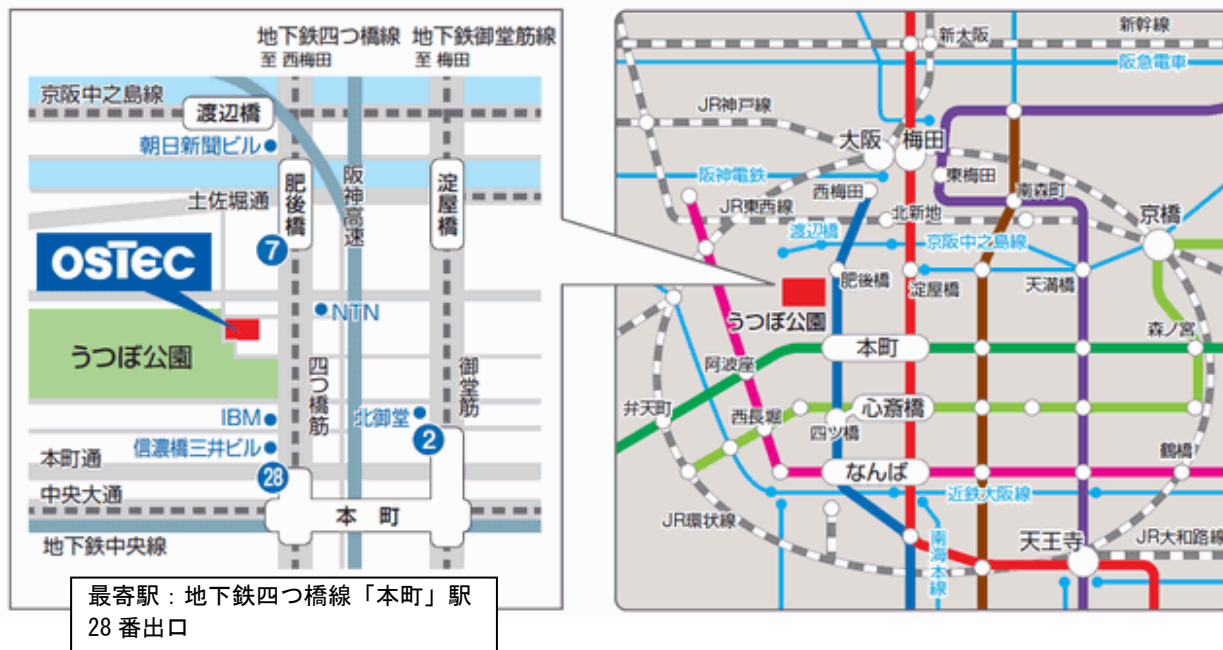 地下鉄四つ橋線
至 西梅田
地下鉄御堂筋線
至 梅田
京阪中之島線
渡辺橋
朝日新聞ビル
肥後橋
阪神高速
淀屋橋
土佐堀通
OSTEC
7
NTN
うつぼ公園
四つ橋筋
御堂筋
IBM
北御堂
2
信濃橋三井ビル
本町通
28
中央大通
本 町
地下鉄中央線
最寄駅：地下鉄四つ橋線「本町」駅
28 番出口
新大阪
新幹線
阪急電車
JR神戸線
大阪
梅田
阪神電鉄
西梅田
東梅田
南森町
JR東西線
北新地
京橋
渡辺橋
京阪中之島線
肥後橋
淀屋橋
天満橋
うつぼ公園
森ノ宮
本町
阿波座
弁天町
心斎橋
西長堀
四ツ橋
鶴橋
なんば
近鉄大阪線
JR環状線
南海本線
天王寺
JR大和路線